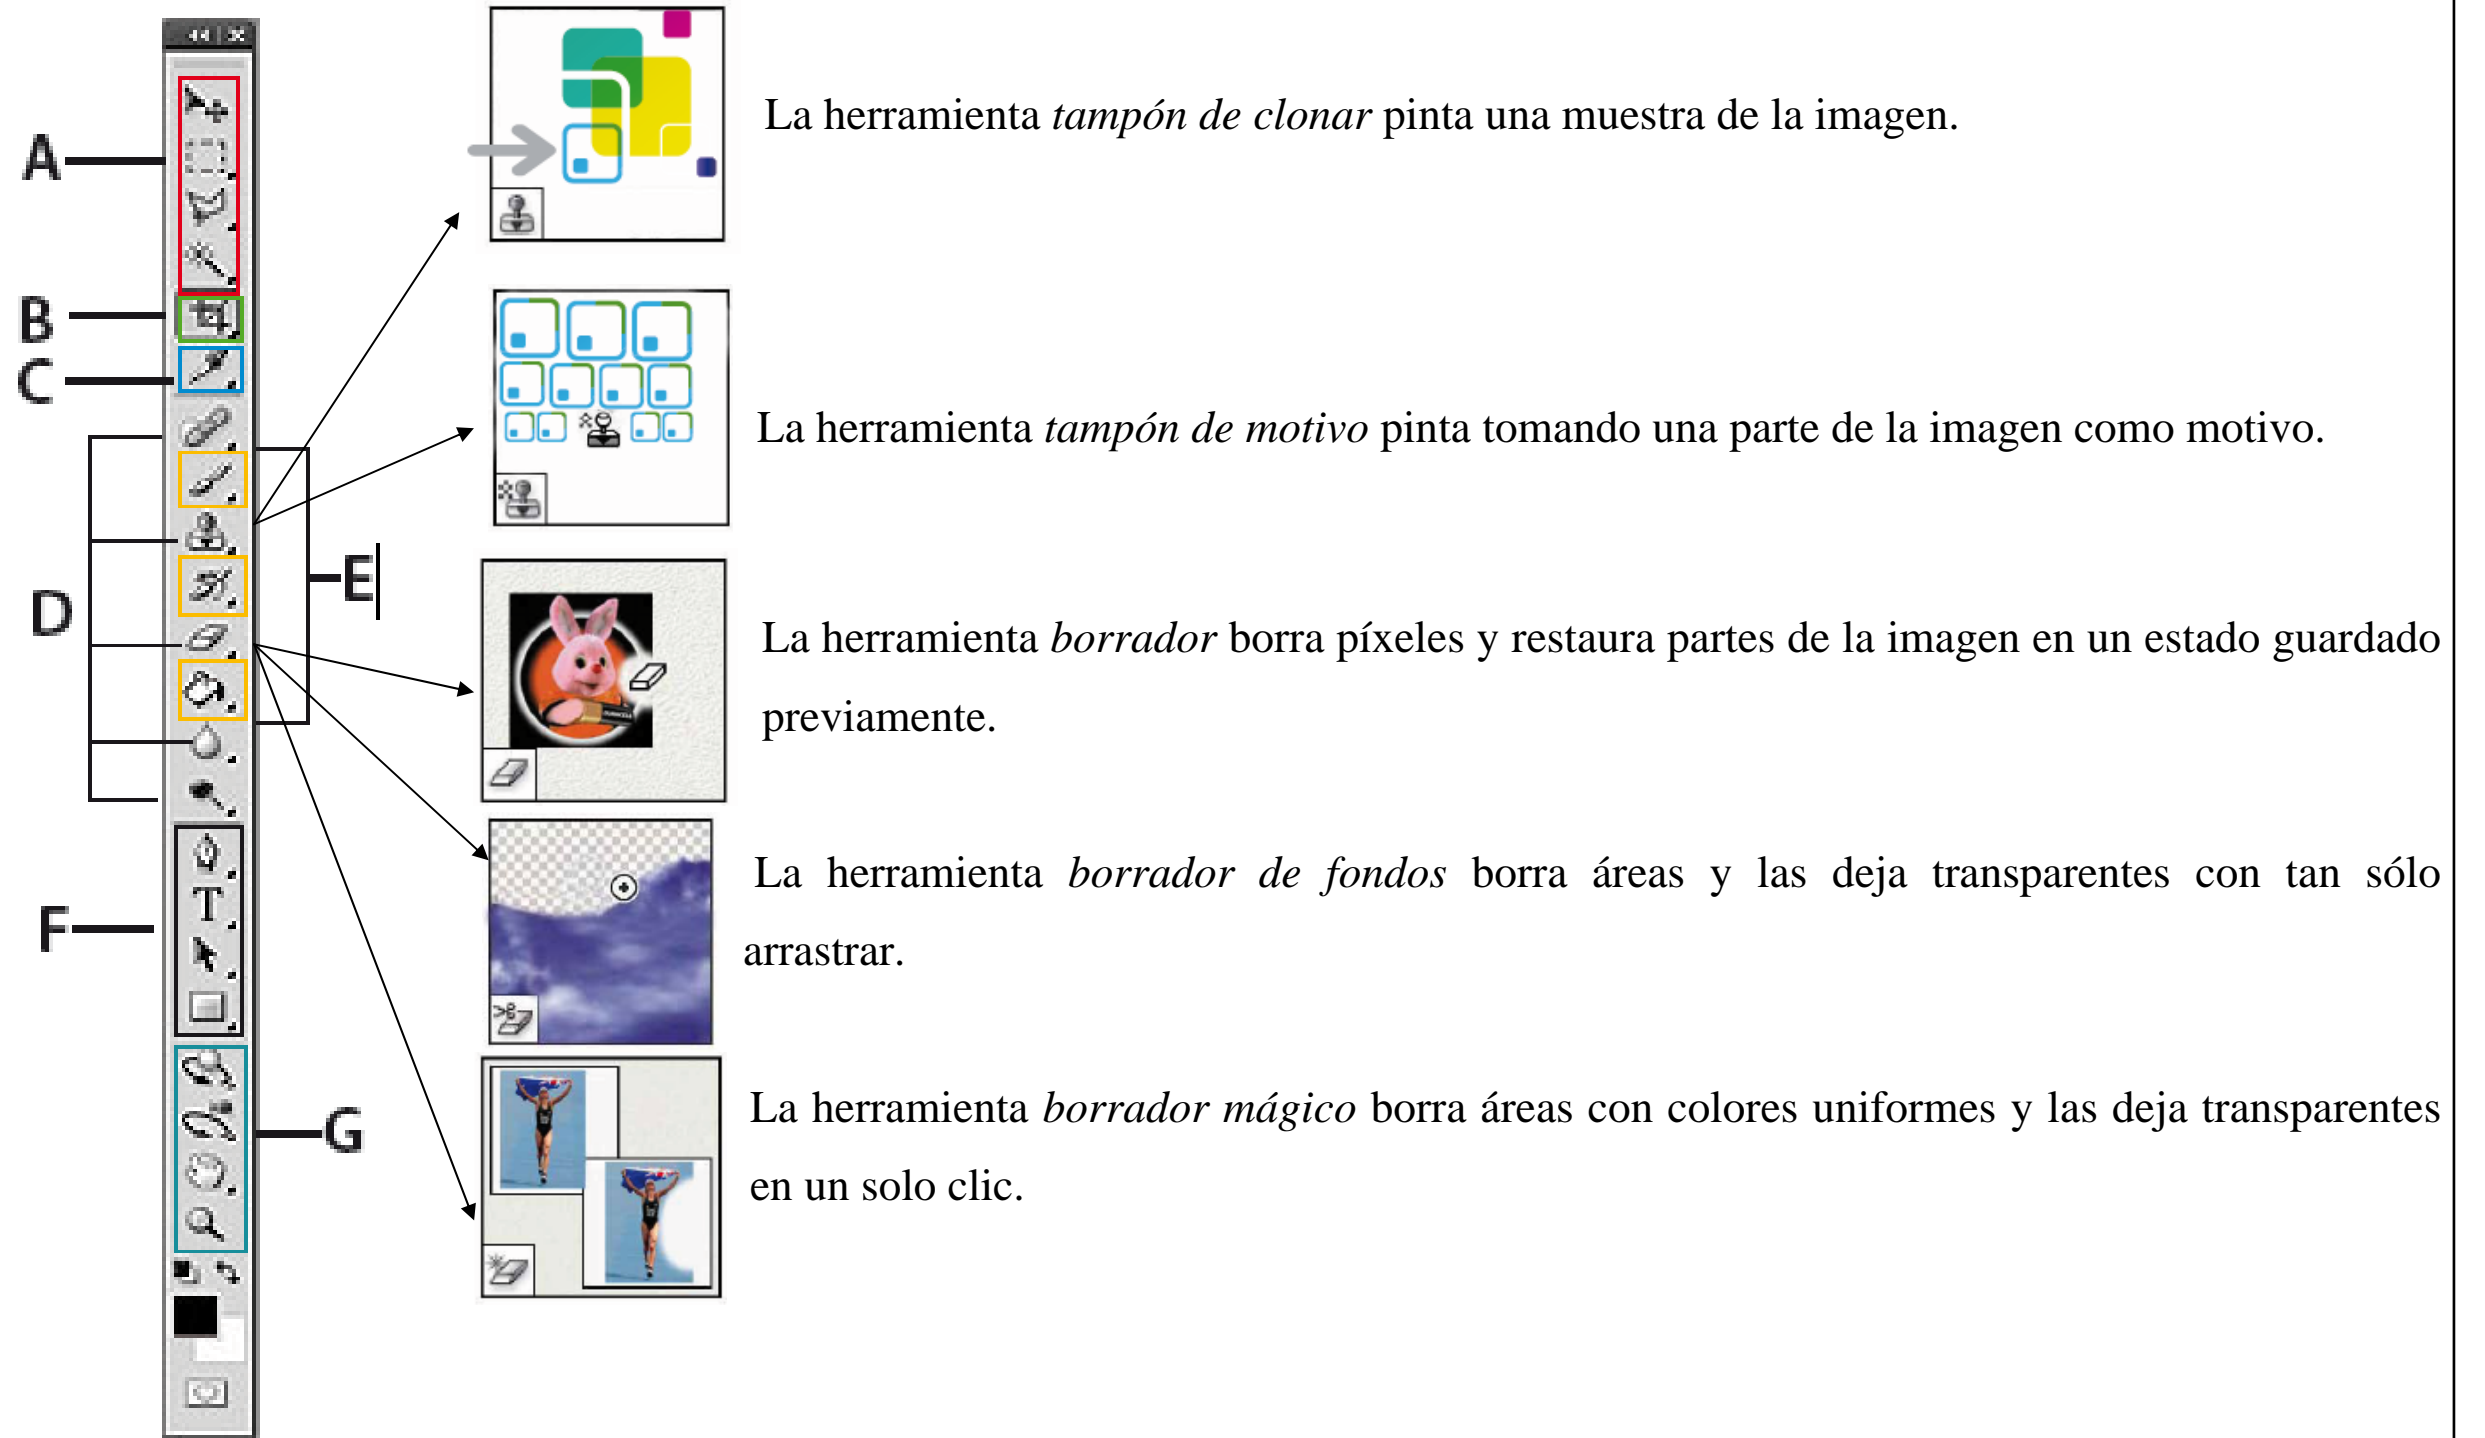 A
B
C
D
E
F
G
T
La herramienta tampón de clonar pinta una muestra de la imagen.
La herramienta tampón de motivo pinta tomando una parte de la imagen como motivo.
La herramienta borrador borra píxeles y restaura partes de la imagen en un estado guardado
previamente.
La herramienta borrador de fondos borra áreas y las deja transparentes con tan sólo
arrastrar.
La herramienta borrador mágico borra áreas con colores uniformes y las deja transparentes
en un solo clic.